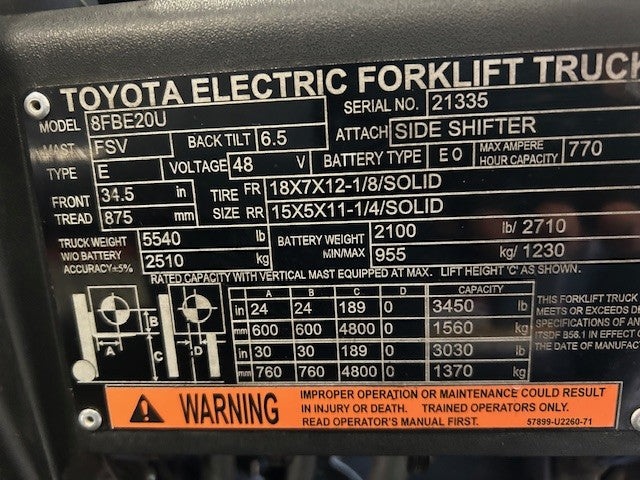 TOYOTA ELECTRIC FORKLIFT TRUCK
MODEL 8FBE20U SERIAL NO. 21335
MAST FSV BACK TILT 6.5 ATTACH SIDE SHIFTER
TYPE E VOLTAGE 48 V BATTERY TYPE EO MAX AMPERE HOUR CAPACITY 770
FRONT TREAD 34.5 in TIRE SIZE FR 18X7X12-1/8/SOLID
875 mm RR 15X5X11-1/4/SOLID
TRUCK WEIGHT W/O BATTERY ACCURACY±5% 5540 lb BATTERY WEIGHT MIN/MAX 2100 lb/ 2710
2510 kg 955 kg/ 1230
RATED CAPACITY WITH VERTICAL MAST EQUIPPED AT MAX. LIFT HEIGHT 'C' AS SHOWN.
A B C D CAPACITY
in 24 24 189 0 3450 lb
mm 600 600 4800 0 1560 kg
in 30 30 189 0 3030 lb
mm 760 760 4800 0 1370 kg
A B C D
THIS FORKLIFT TRUCK
MEETS OR EXCEEDS
SPECIFICATIONS OF
ITSDF B56.1 IN EFFECT
THE DATE OF
WARNING
IMPROPER OPERATION OR MAINTENANCE COULD RESULT
IN INJURY OR DEATH. TRAINED OPERATORS ONLY.
READ OPERATOR'S MANUAL FIRST. 57899-U2260-71